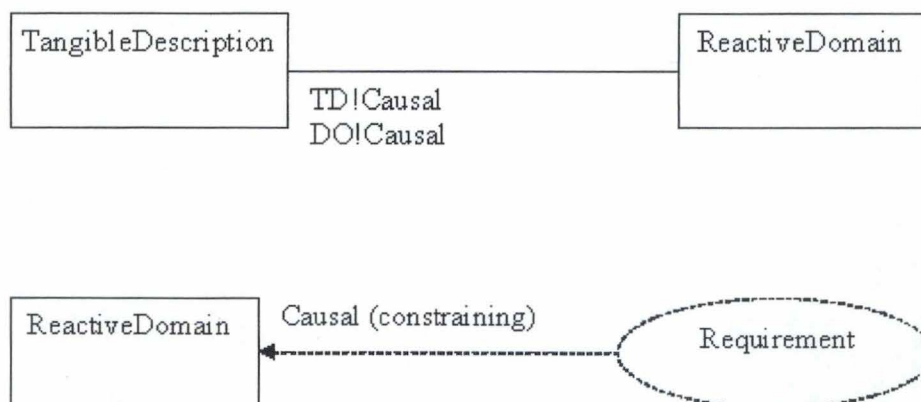 TangibleDescription
ReactiveDomain
TD!Causal
DO!Causal
ReactiveDomain
Causal (constraining)
Requirement